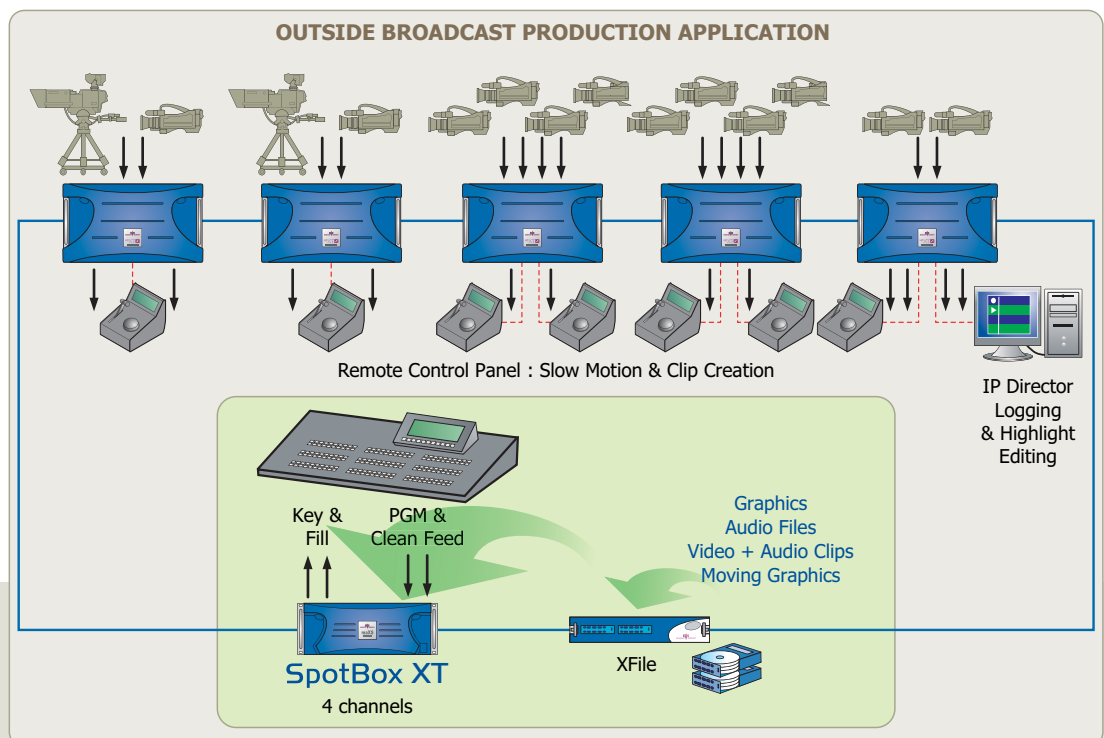 OUTSIDE BROADCAST PRODUCTION APPLICATION
Remote Control Panel : Slow Motion & Clip Creation
IP Director
Logging
& Highlight
Editing
Key &
Fill
PGM &
Clean Feed
Graphics
Audio Files
Video + Audio Clips
Moving Graphics
SpotBox XT
4 channels
XFile